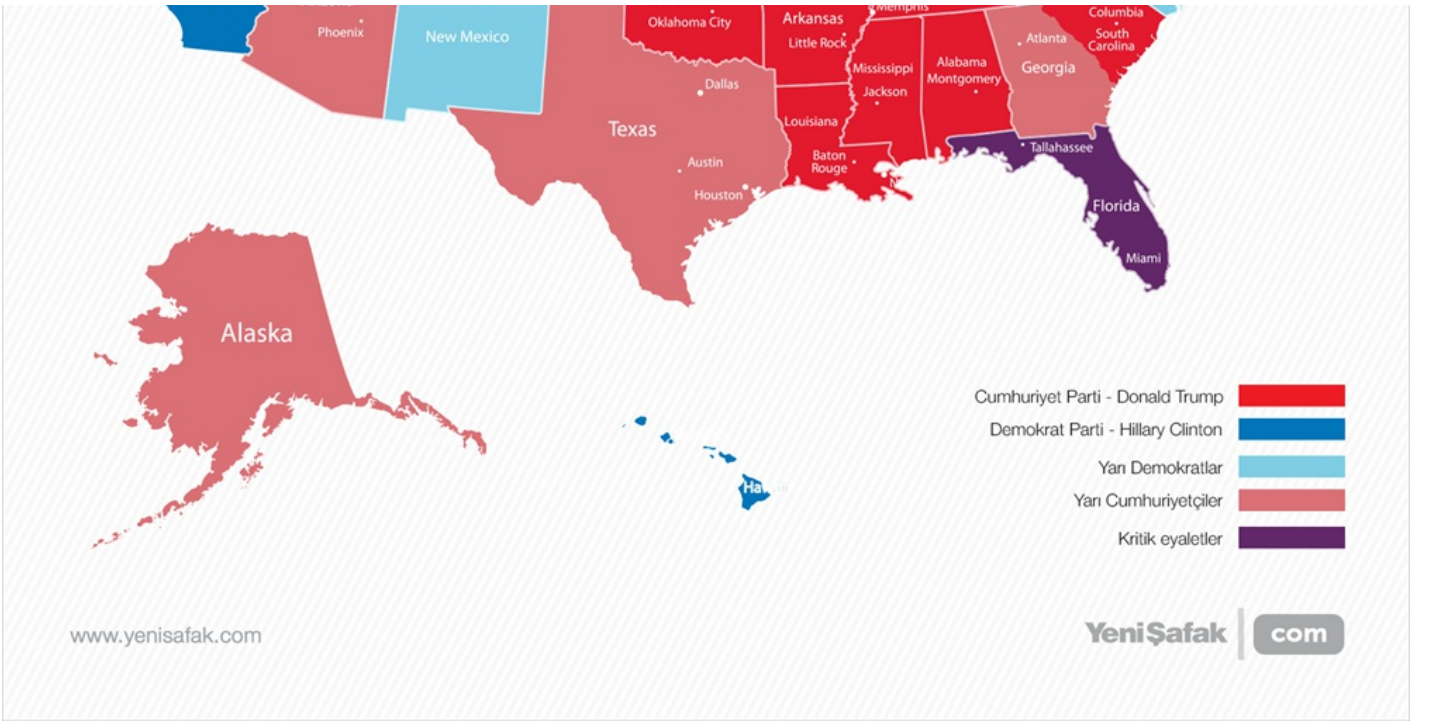 Memphis
Columbia
Oklahoma City
Arkansas
Phoenix
New Mexico
Little Rock
Atlanta
South
Carolina
Mississippi
Alabama
Montgomery
Georgia
Dallas
Jackson
Texas
Louisiana
Tallahassee
Austin
Baton
Rouge
Houston
Florida
Miami
Alaska
Cumhuriyet Parti - Donald Trump
Demokrat Parti - Hillary Clinton
Yarı Demokratlar
Yarı Cumhuriyetçiler
Kritik eyaletler
www.yenisafak.com
YeniŞafak com